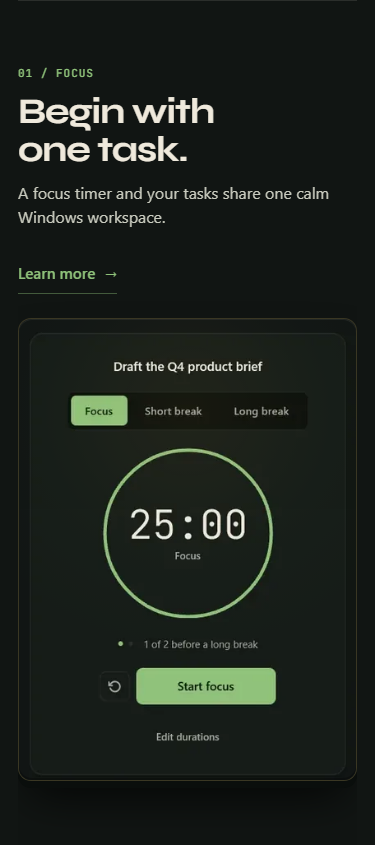 01 / FOCUS
Begin with
one task.
A focus timer and your tasks share one calm
Windows workspace.
Learn more →
Draft the Q4 product brief
Focus Short break Long break
25:00
Focus
1 of 2 before a long break
Start focus
Edit durations